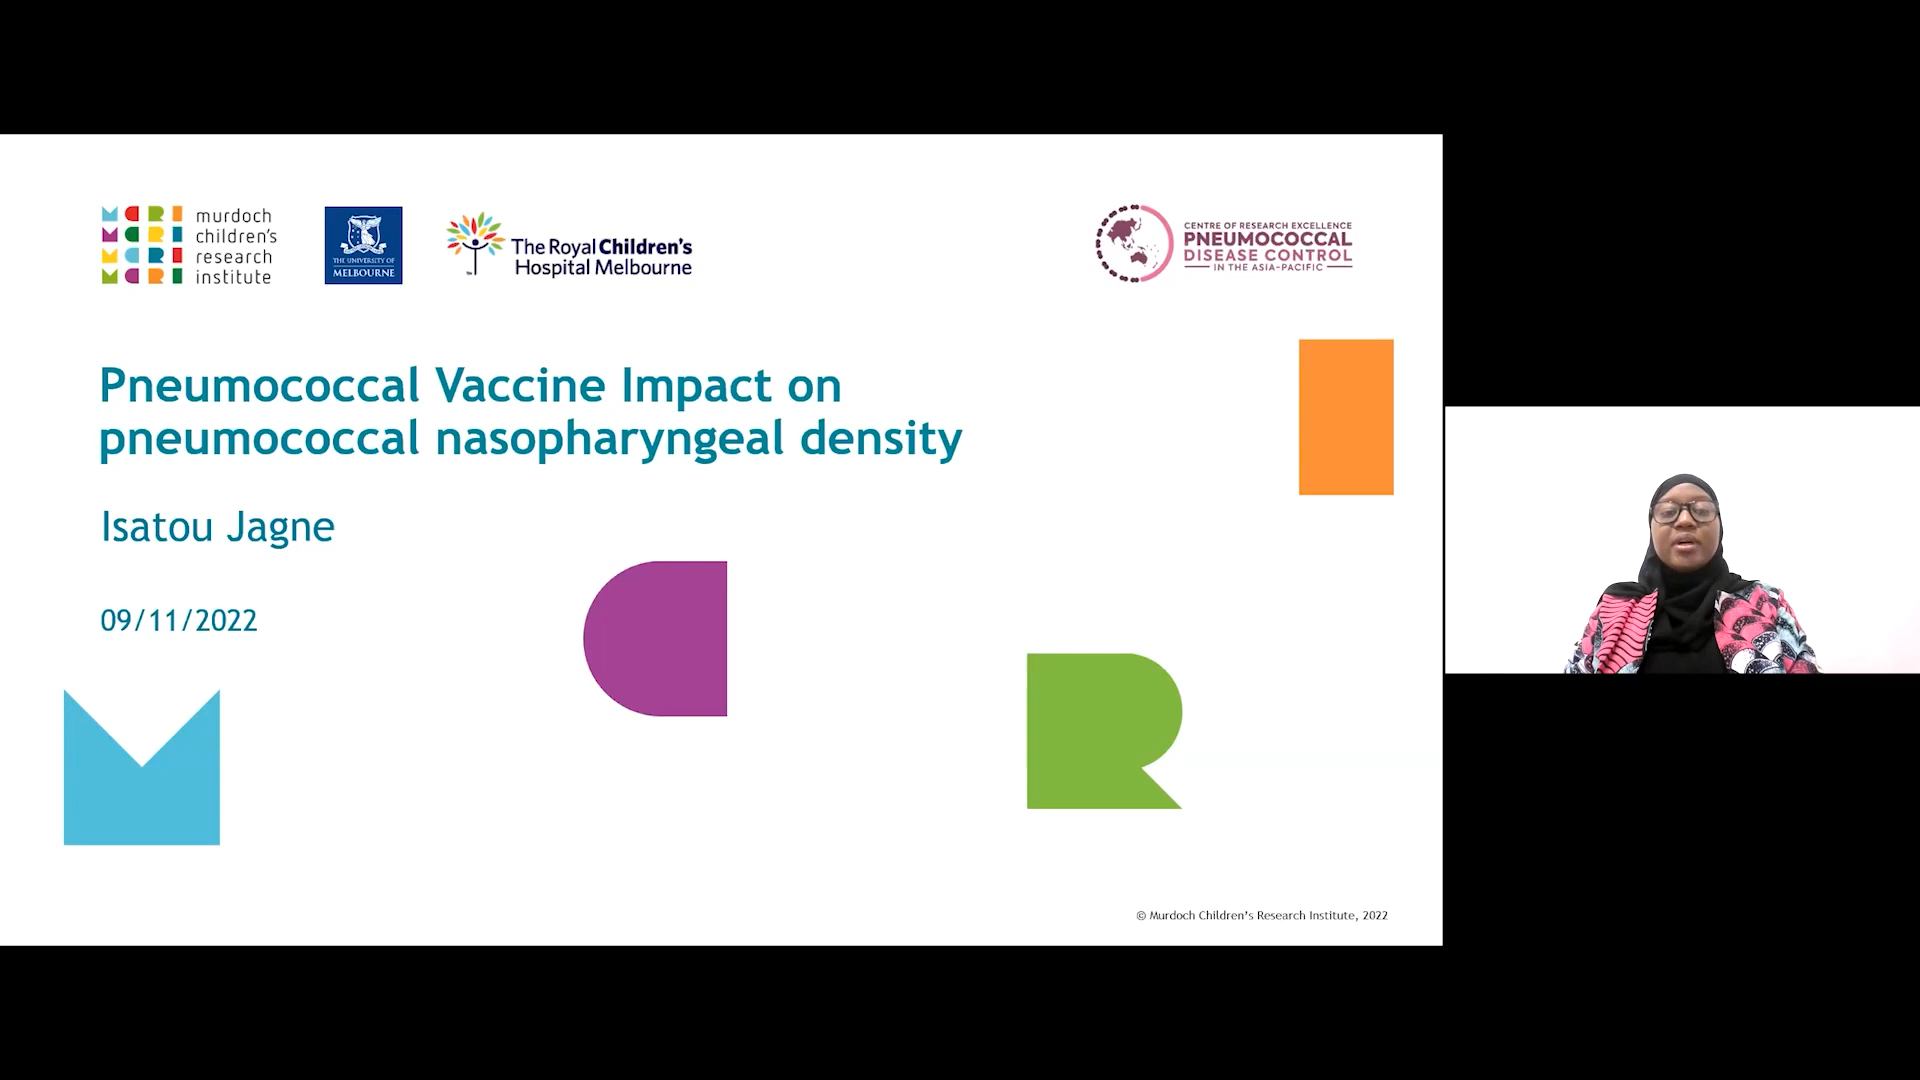 murdoch
children's
research
institute
THE UNIVERSITY OF
MELBOURNE
The Royal Children's
Hospital Melbourne
CENTRE OF RESEARCH EXCELLENCE
PNEUMOCOCCAL
DISEASE CONTROL
IN THE ASIA-PACIFIC
Pneumococcal Vaccine Impact on
pneumococcal nasopharyngeal density
Isatou Jagne
09/11/2022
© Murdoch Children's Research Institute, 2022